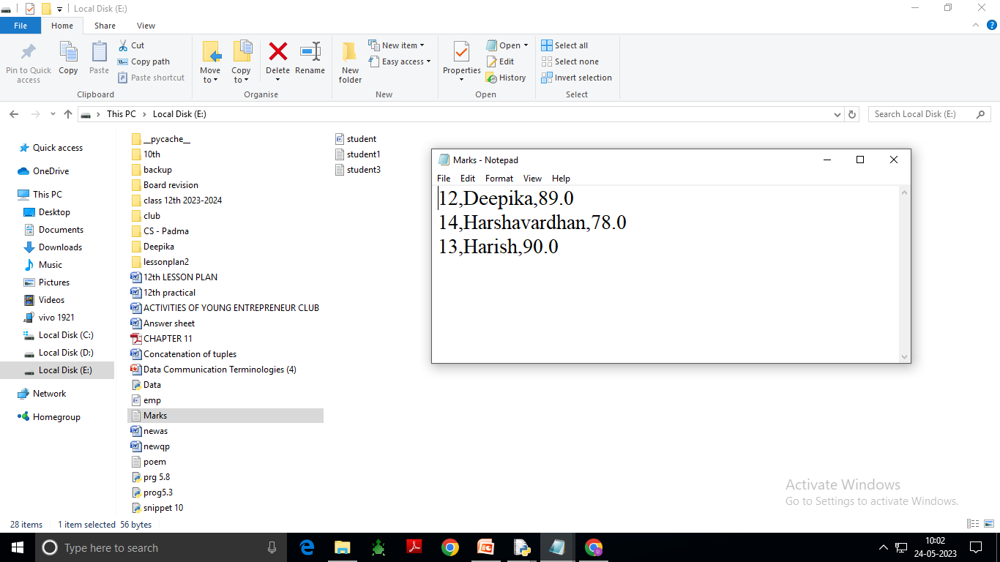 Local Disk (E:)
File Home Share View
Pin to Quick access
Copy
Paste
Cut
Copy path
Paste shortcut
Clipboard
Move to
Copy to
Delete
Rename
Organise
New folder
New item
Easy access
New
Properties
Open
Edit
History
Open
Select all
Select none
Invert selection
Select
This PC Local Disk (E:)
Search Local Disk (E:)
Quick access
OneDrive
This PC
Desktop
Documents
Downloads
Music
Pictures
Videos
vivo 1921
Local Disk (C:)
Local Disk (D:)
Local Disk (E:)
Network
Homegroup
__pycache__
10th
backup
Board revision
class 12th 2023-2024
club
CS - Padma
Deepika
lessonplan2
12th LESSON PLAN
12th practical
ACTIVITIES OF YOUNG ENTREPRENEUR CLUB
Answer sheet
CHAPTER 11
Concatenation of tuples
Data Communication Terminologies (4)
Data
emp
Marks
newas
newqp
poem
prg 5.8
prog5.3
snippet 10
student
student1
student3
Marks - Notepad
File Edit Format View Help
12,Deepika,89.0
14,Harshavardhan,78.0
13,Harish,90.0
Activate Windows
Go to Settings to activate Windows.
28 items 1 item selected 56 bytes
Type here to search
10:02
24-05-2023